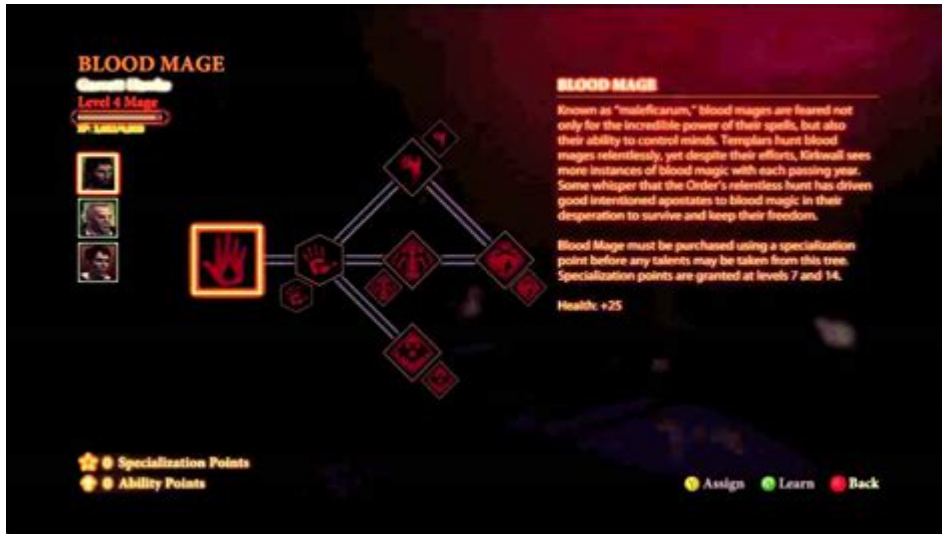 BLOOD MAGE
Level 4 Mage
BLOOD MAGE
Known as "maleficarum," blood mages are feared not
only for the incredible power of their spells, but also
their ability to control minds. Templars hunt blood
mages relentlessly, yet despite their efforts, Kirkwall sees
more instances of blood magic with each passing year.
Some whisper that the Order's relentless hunt has driven
good intentioned apostates to blood magic in their
desperation to survive and keep their freedom.
Blood Mage must be purchased using a specialization
point before any talents may be taken from this tree.
Specialization points are granted at levels 7 and 14.
Health: +25
0 Specialization Points
0 Ability Points
Y Assign
Learn
Back